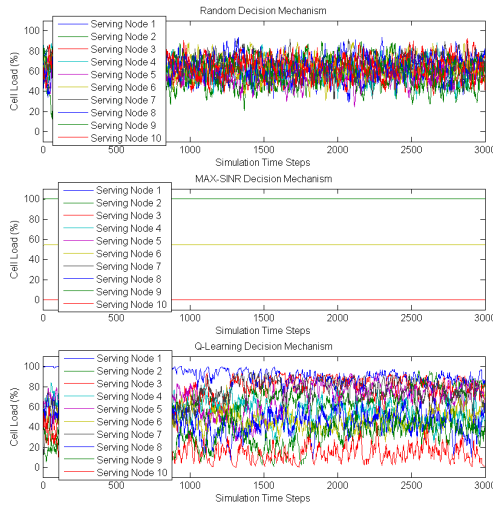 Random Decision Mechanism
Cell Load (%)
100
80
60
40
20
0
Serving Node 1
Serving Node 2
Serving Node 3
Serving Node 4
Serving Node 5
Serving Node 6
Serving Node 7
Serving Node 8
Serving Node 9
Serving Node 10
0 500 1000 1500 2000 2500 3000
Simulation Time Steps
MAX-SINR Decision Mechanism
Cell Load (%)
100
80
60
40
20
0
Serving Node 1
Serving Node 2
Serving Node 3
Serving Node 4
Serving Node 5
Serving Node 6
Serving Node 7
Serving Node 8
Serving Node 9
Serving Node 10
0 500 1000 1500 2000 2500 3000
Simulation Time Steps
Q-Learning Decision Mechanism
Cell Load (%)
100
80
60
40
20
0
Serving Node 1
Serving Node 2
Serving Node 3
Serving Node 4
Serving Node 5
Serving Node 6
Serving Node 7
Serving Node 8
Serving Node 9
Serving Node 10
0 500 1000 1500 2000 2500 3000
Simulation Time Steps